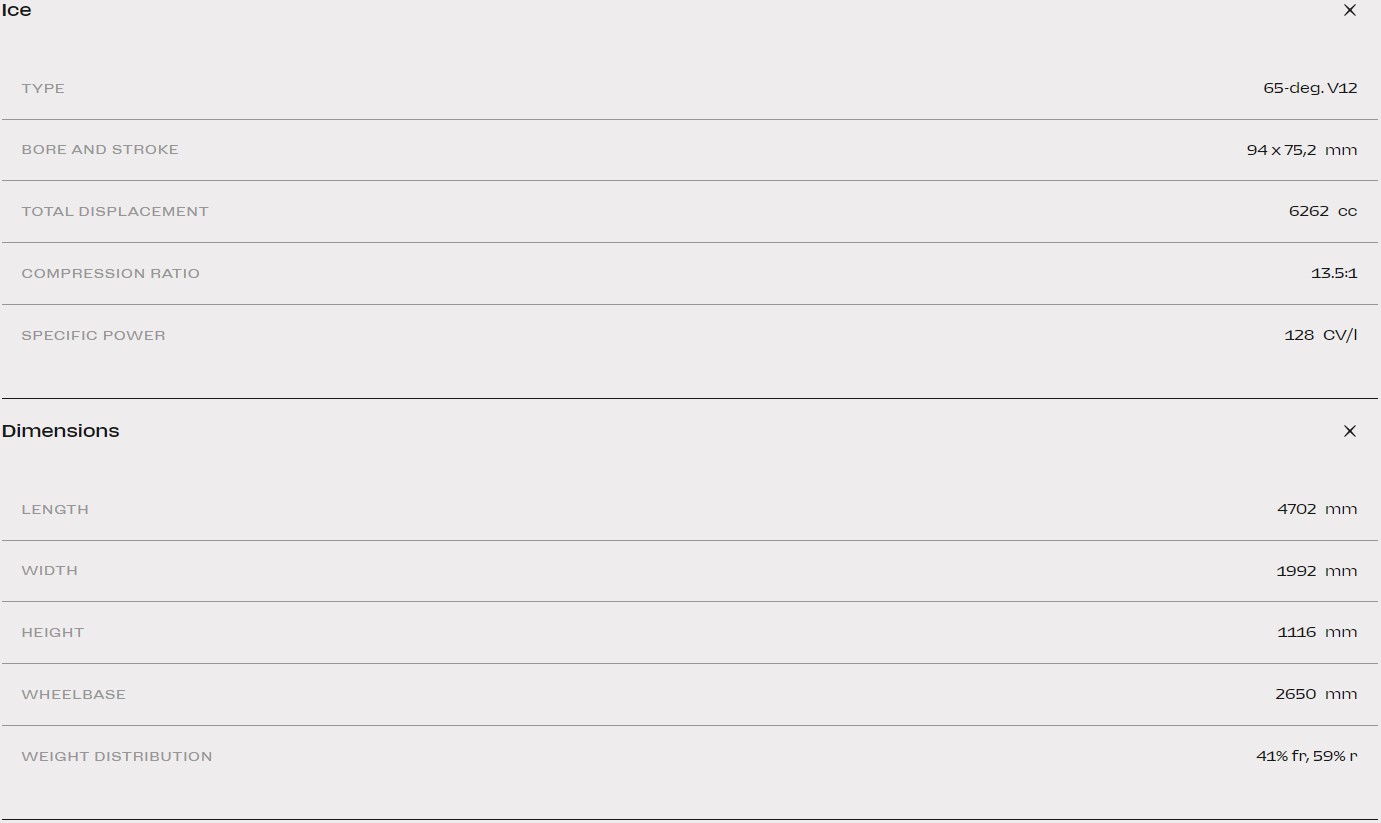 Ice
TYPE 65-deg. V12
BORE AND STROKE 94 x 75,2 mm
TOTAL DISPLACEMENT 6262 cc
COMPRESSION RATIO 13.5:1
SPECIFIC POWER 128 CV/l
Dimensions
LENGTH 4702 mm
WIDTH 1992 mm
HEIGHT 1116 mm
WHEELBASE 2650 mm
WEIGHT DISTRIBUTION 41% fr, 59% r